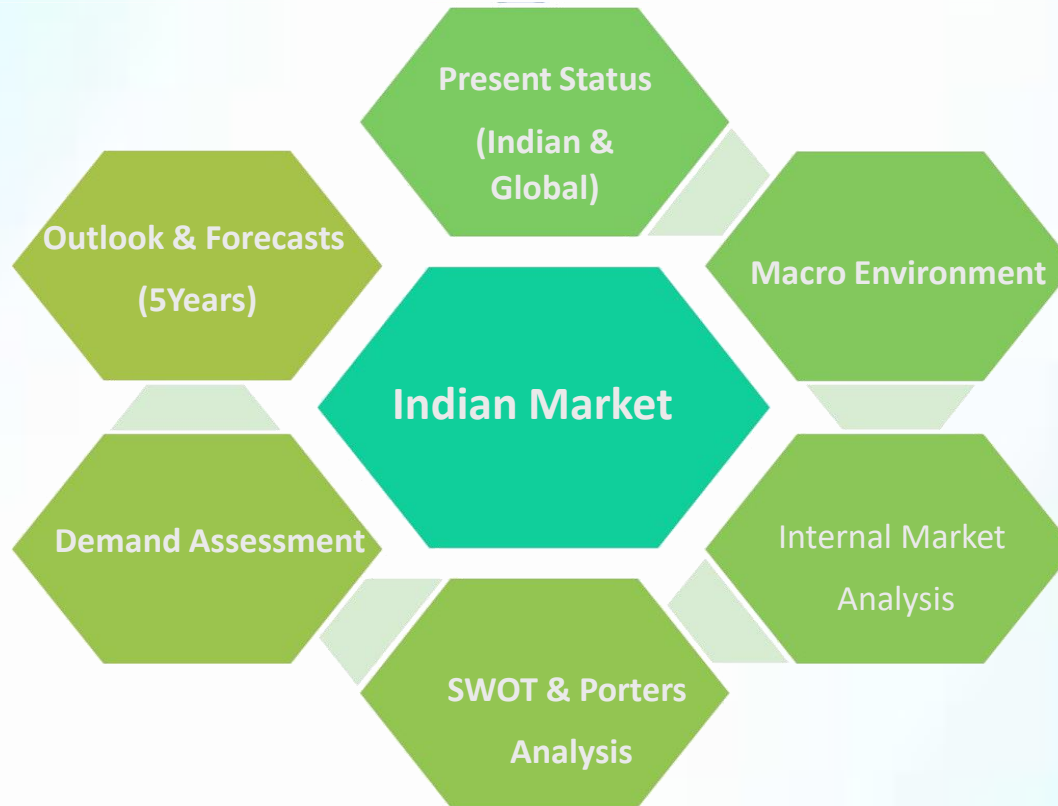 Present Status
(Indian &
Global)
Macro Environment
Internal Market
Analysis
SWOT & Porters
Analysis
Demand Assessment
Outlook & Forecasts
(5Years)
Indian Market